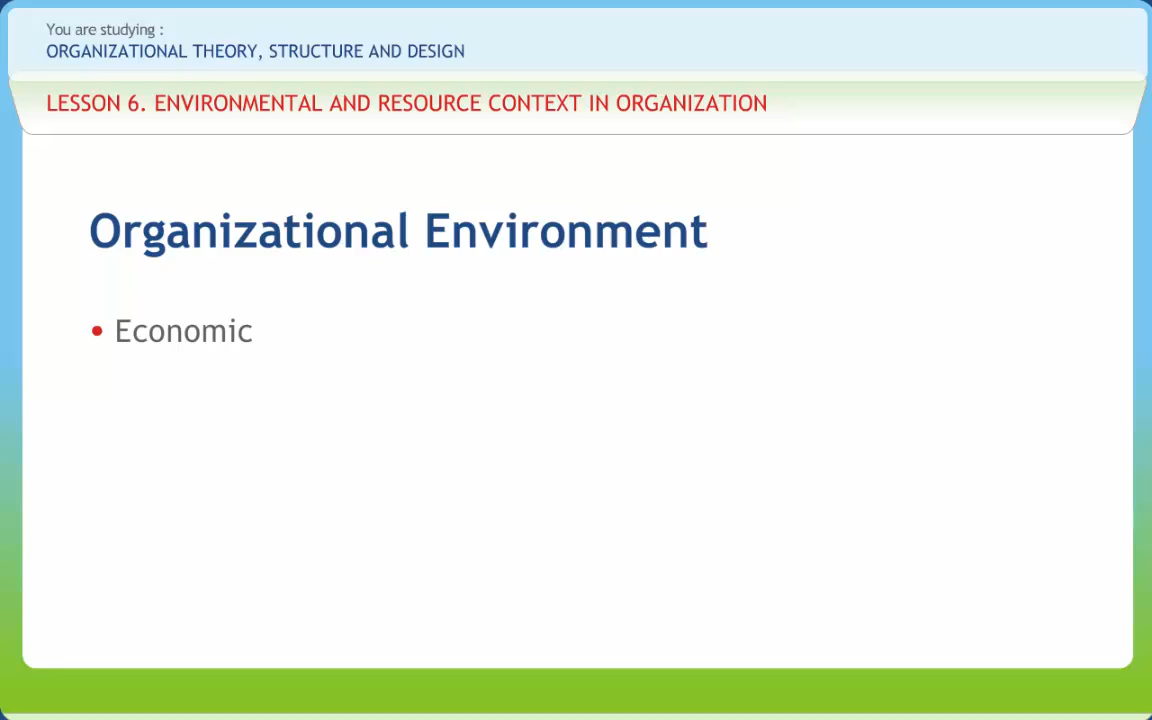 You are studying :
ORGANIZATIONAL THEORY, STRUCTURE AND DESIGN
LESSON 6. ENVIRONMENTAL AND RESOURCE CONTEXT IN ORGANIZATION
Organizational Environment
• Economic